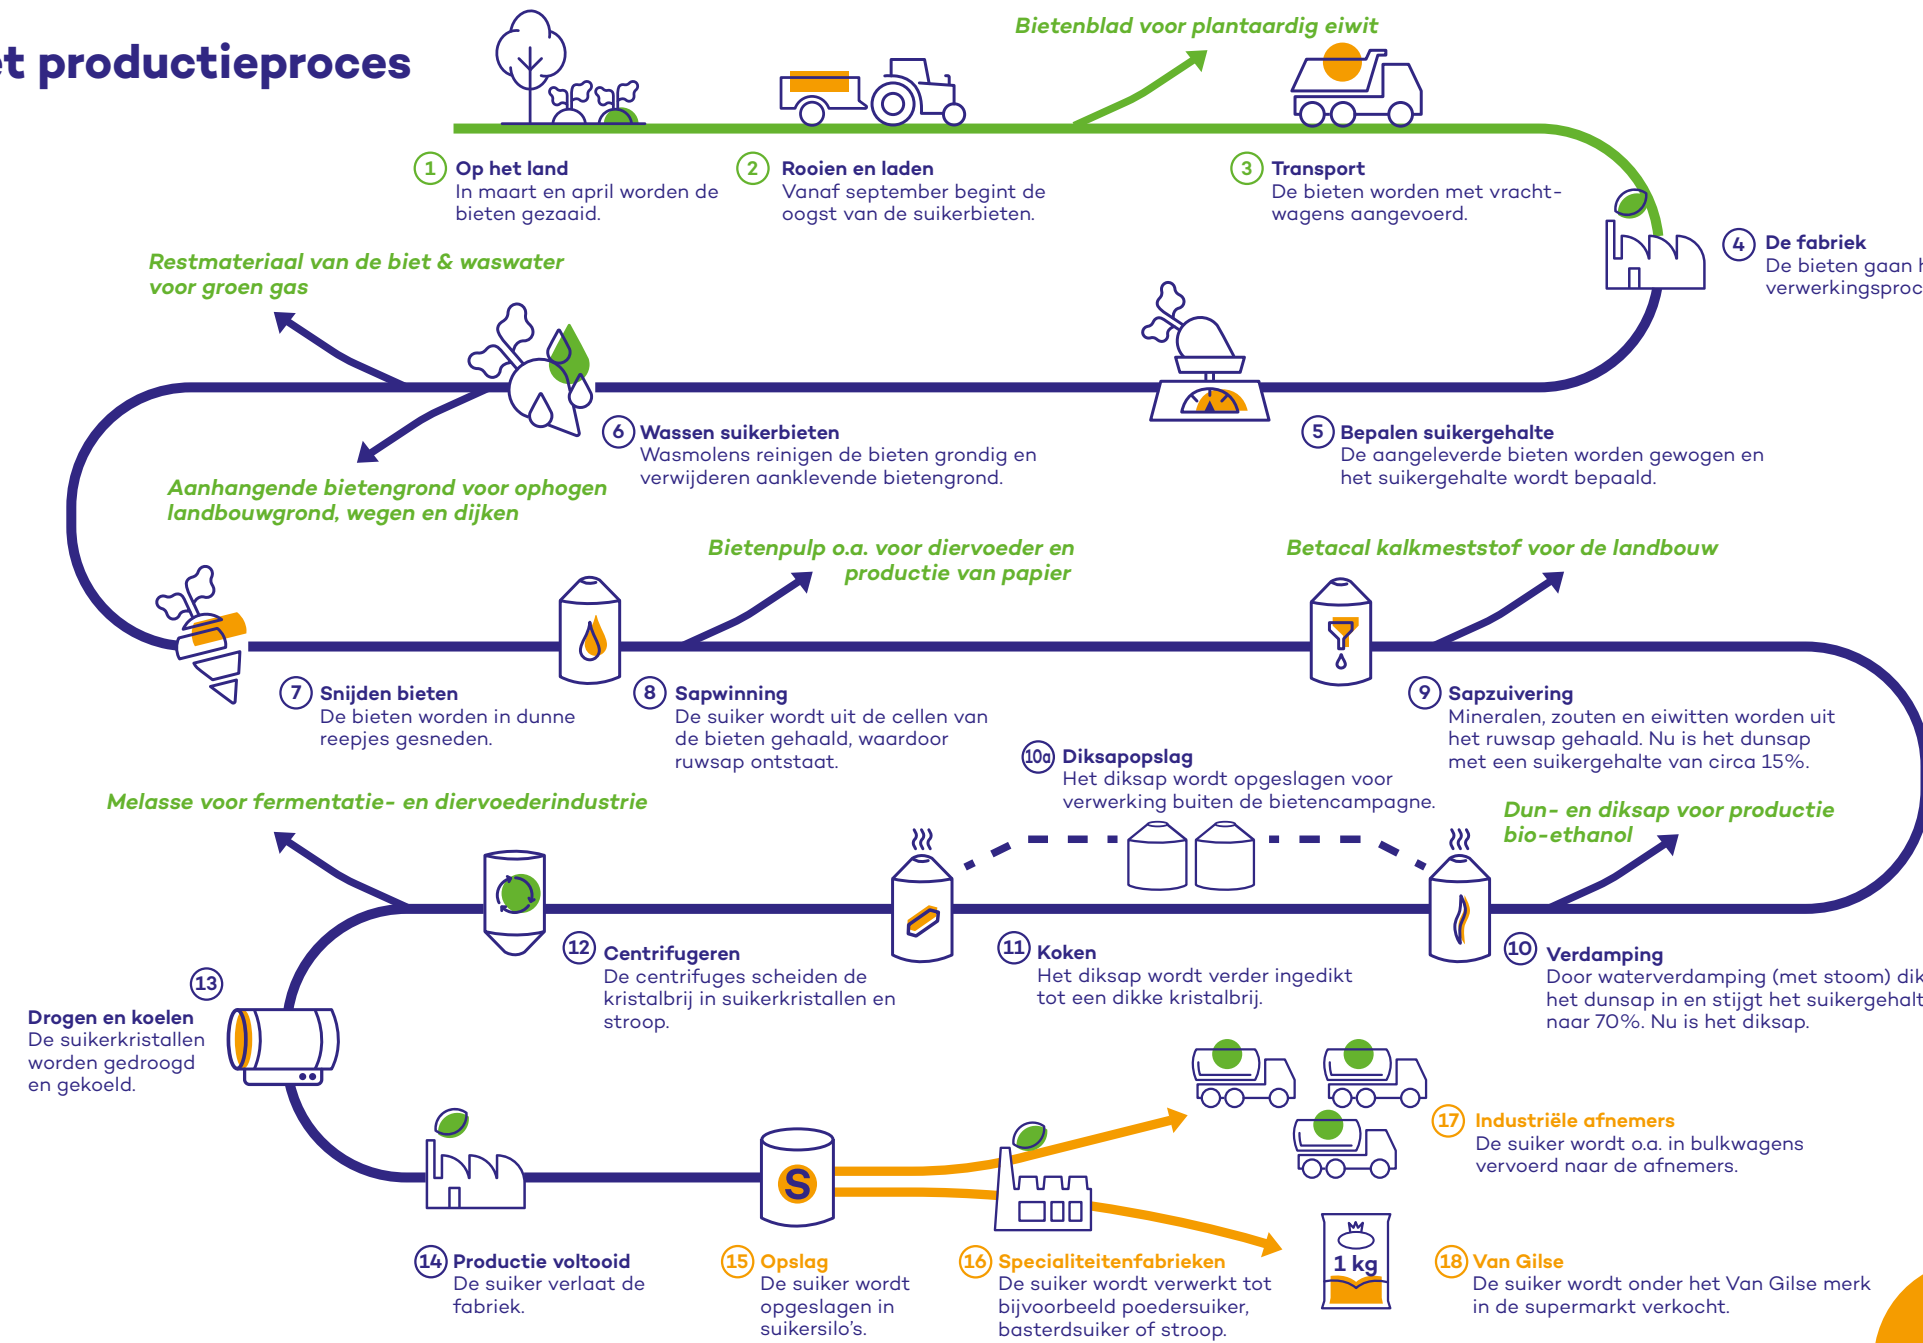 et productieproces
Bietenblad voor plantaardig eiwit
1 Op het land
In maart en april worden de
bieten gezaaid.
2 Rooien en laden
Vanaf september begint de
oogst van de suikerbieten.
3 Transport
De bieten worden met vracht-
wagens aangevoerd.
4 De fabriek
De bieten gaan h
verwerkingsproc
Restmateriaal van de biet & waswater
voor groen gas
5 Bepalen suikergehalte
De aangeleverde bieten worden gewogen en
het suikergehalte wordt bepaald.
6 Wassen suikerbieten
Wasmolens reinigen de bieten grondig en
verwijderen aanklevende bietengrond.
Aanhangende bietengrond voor ophogen
landbouwgrond, wegen en dijken
Bietenpulp o.a. voor diervoeder en
productie van papier
Betacal kalkmeststof voor de landbouw
7 Snijden bieten
De bieten worden in dunne
reepjes gesneden.
8 Sapwinning
De suiker wordt uit de cellen van
de bieten gehaald, waardoor
ruwsap ontstaat.
9 Sapzuivering
Mineralen, zouten en eiwitten worden uit
het ruwsap gehaald. Nu is het dunsap
met een suikergehalte van circa 15%.
10a Diksapopslag
Het diksap wordt opgeslagen voor
verwerking buiten de bietencampagne.
Melasse voor fermentatie- en diervoederindustrie
Dun- en diksap voor productie
bio-ethanol
10 Verdamping
Door waterverdamping (met stoom) dik
het dunsap in en stijgt het suikergehalt
naar 70%. Nu is het diksap.
11 Koken
Het diksap wordt verder ingedikt
tot een dikke kristalbrij.
12 Centrifugeren
De centrifuges scheiden de
kristalbrij in suikerkristallen en
stroop.
13
Drogen en koelen
De suikerkristallen
worden gedroogd
en gekoeld.
S
1 kg
14 Productie voltooid
De suiker verlaat de
fabriek.
15 Opslag
De suiker wordt
opgeslagen in
suikersilo's.
16 Specialiteitenfabrieken
De suiker wordt verwerkt tot
bijvoorbeeld poedersuiker,
basterdsuiker of stroop.
17 Industriële afnemers
De suiker wordt o.a. in bulkwagens
vervoerd naar de afnemers.
18 Van Gilse
De suiker wordt onder het Van Gilse merk
in de supermarkt verkocht.